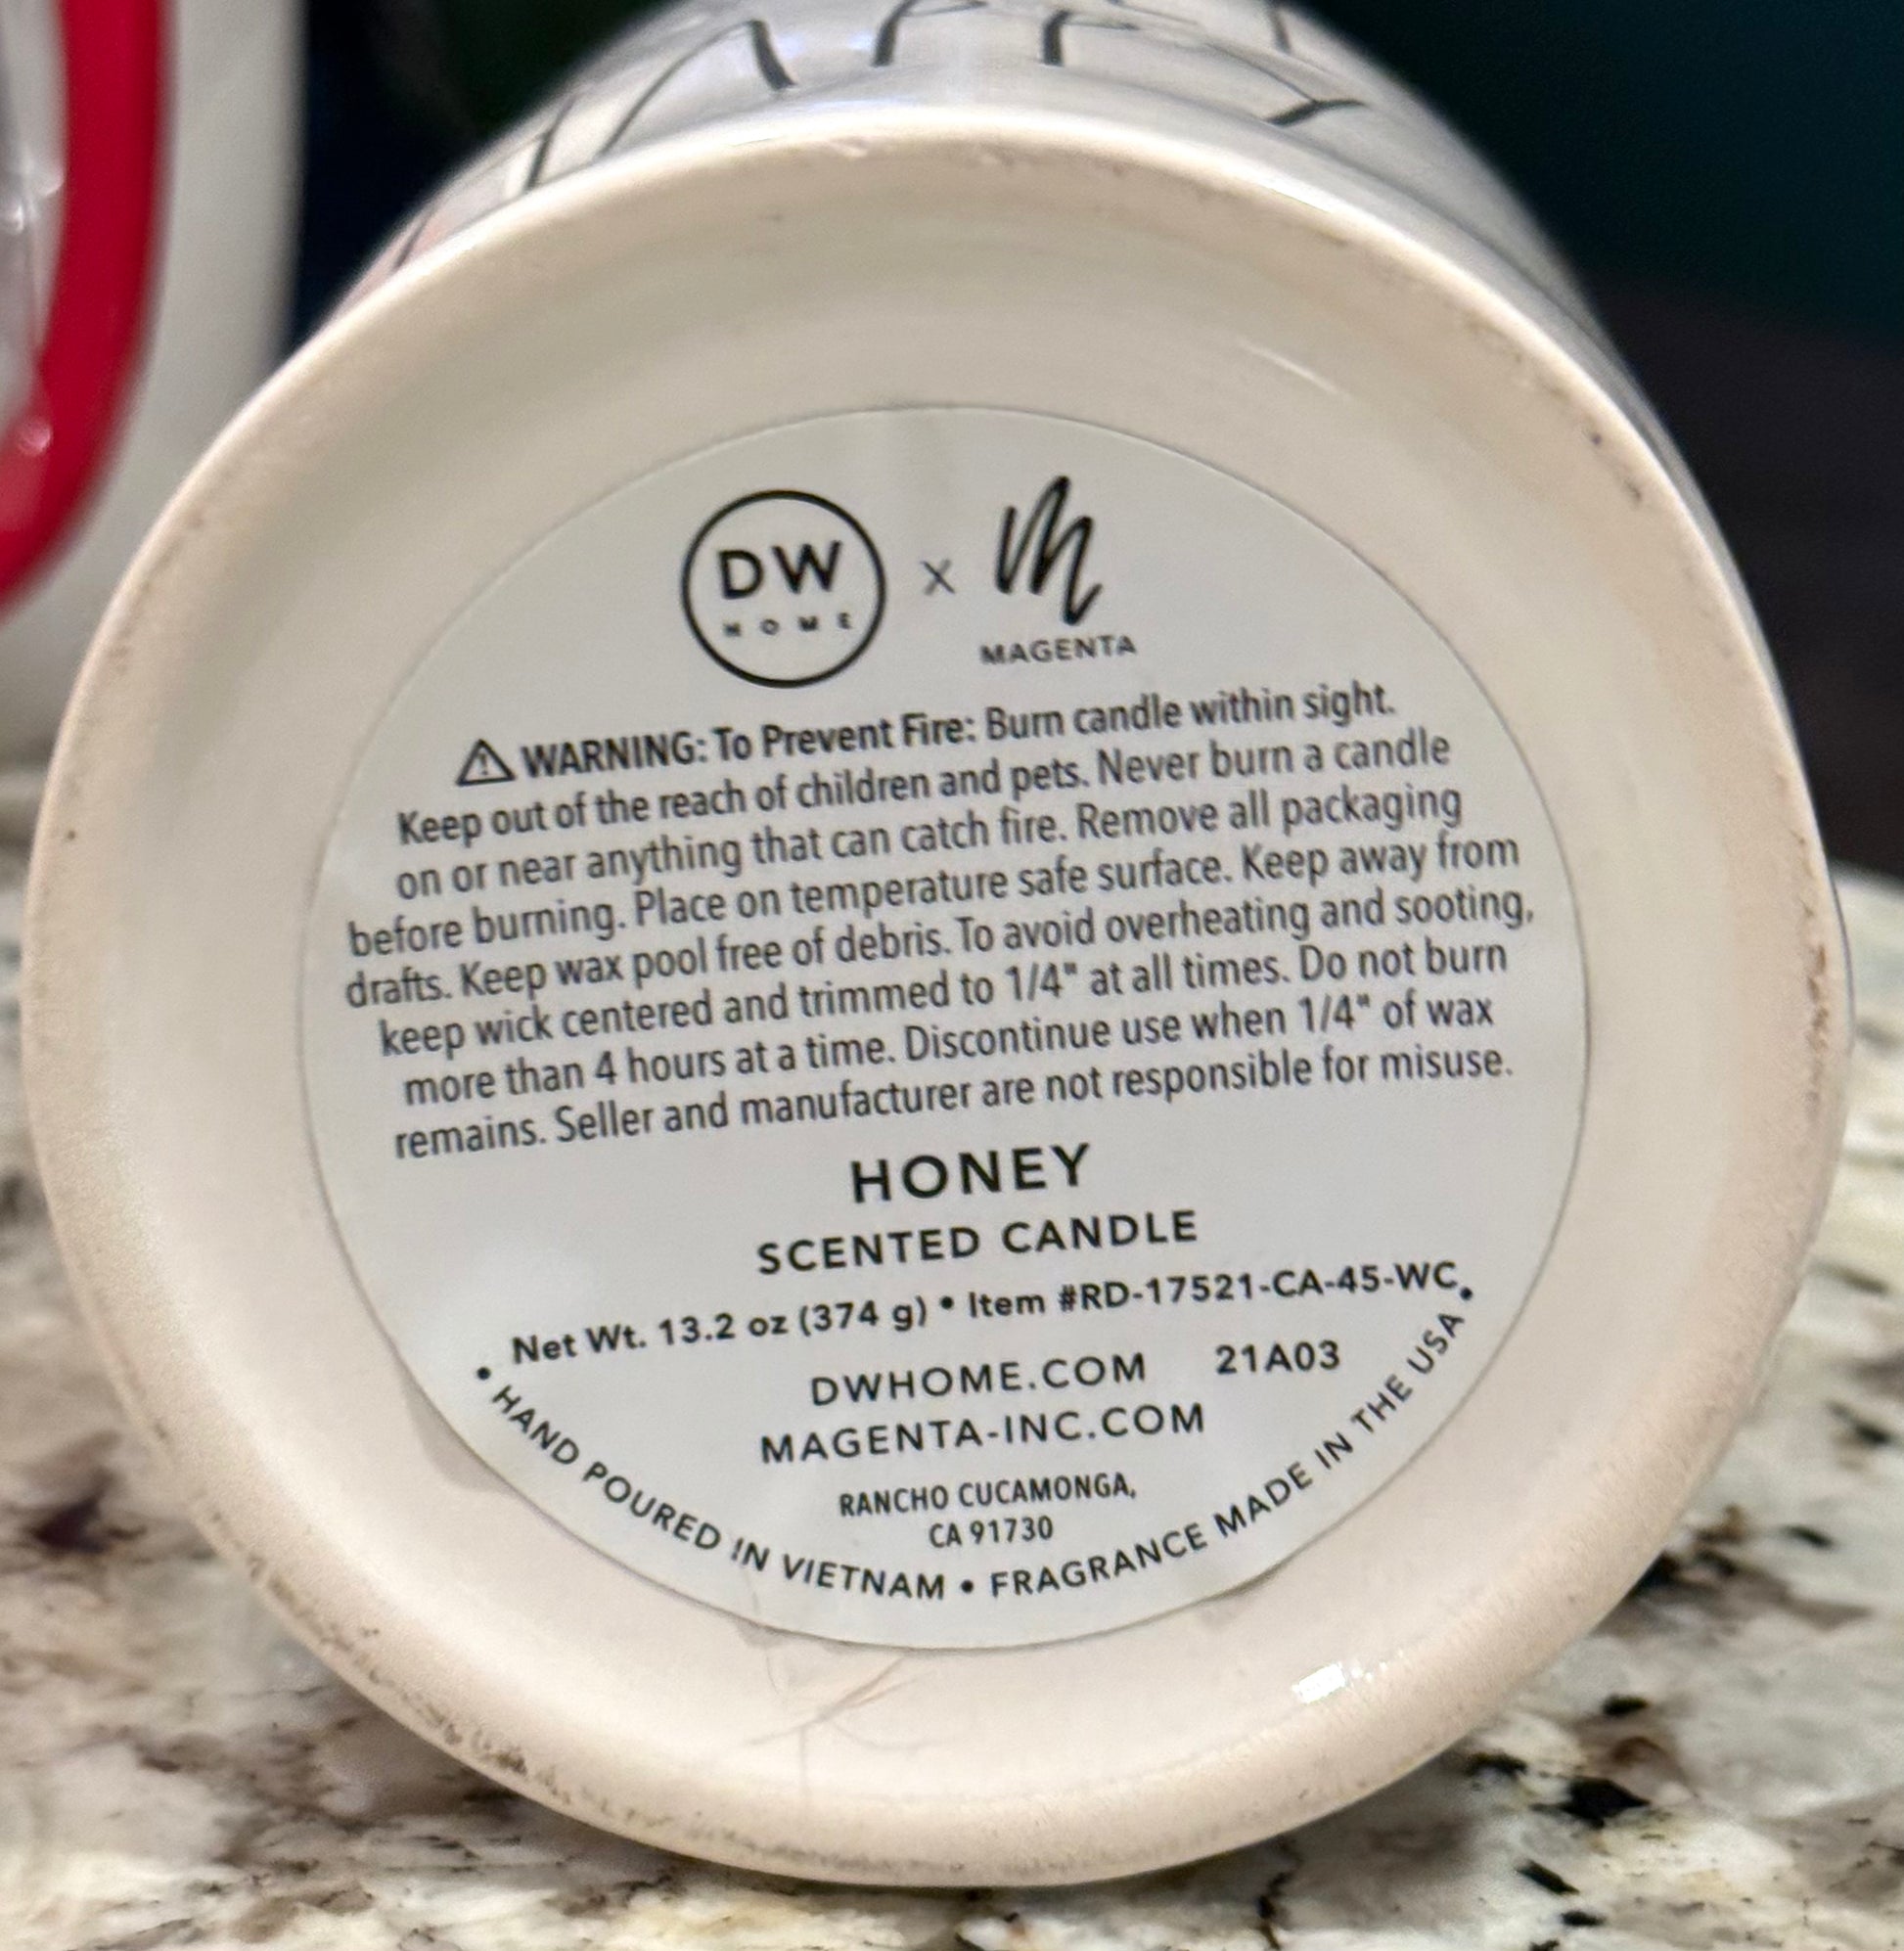 DW
HOME
X
MAGENTA
⚠ WARNING: To Prevent Fire: Burn candle within sight.
Keep out of the reach of children and pets. Never burn a candle
on or near anything that can catch fire. Remove all packaging
before burning. Place on temperature safe surface. Keep away from
drafts. Keep wax pool free of debris. To avoid overheating and sooting,
keep wick centered and trimmed to 1/4" at all times. Do not burn
more than 4 hours at a time. Discontinue use when 1/4" of wax
remains. Seller and manufacturer are not responsible for misuse.
HONEY
SCENTED CANDLE
Net Wt. 13.2 oz (374 g) • Item #RD-17521-CA-45-WC
DWHOME.COM 21A03
MAGENTA-INC.COM
RANCHO CUCAMONGA,
CA 91730
• HAND POURED IN VIETNAM • FRAGRANCE MADE IN THE USA •